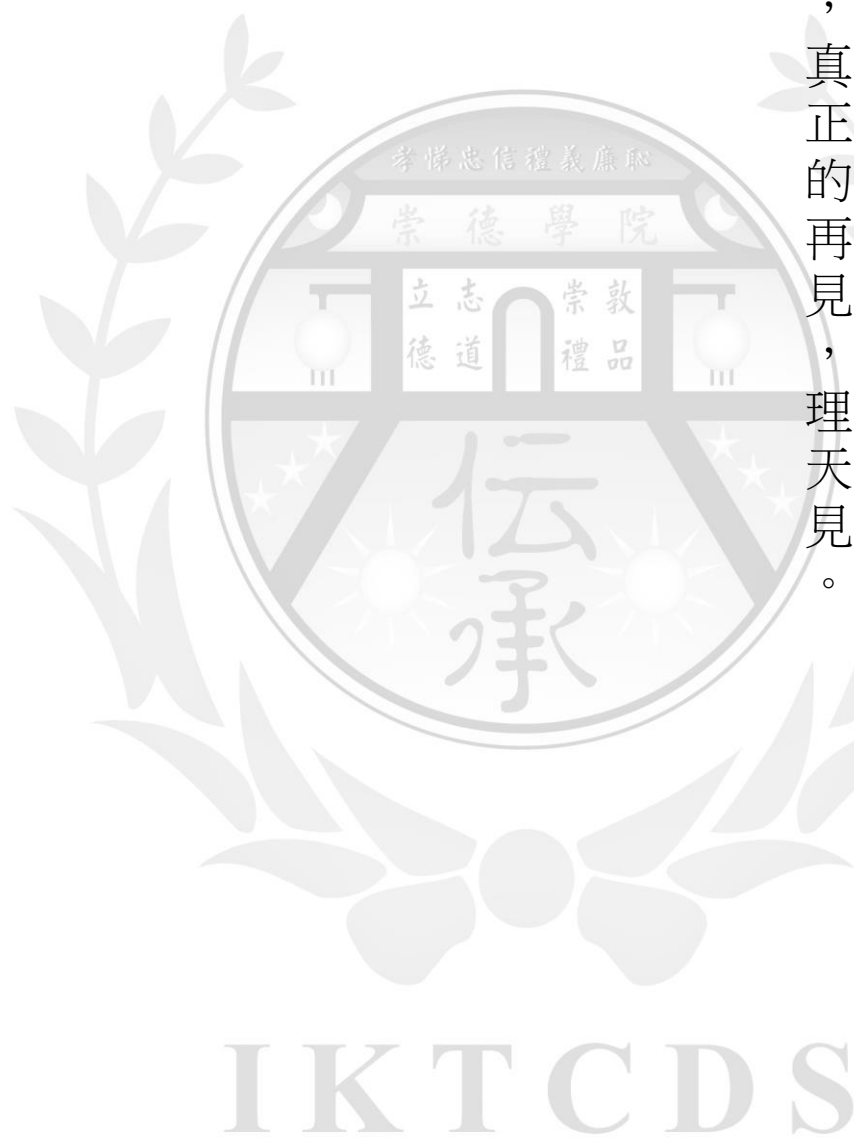 ，真正的再見，理天見。
孝悌忠信禮義廉恥
崇德學院
敦品崇禮
立志
德道
伝承
IKTCDS